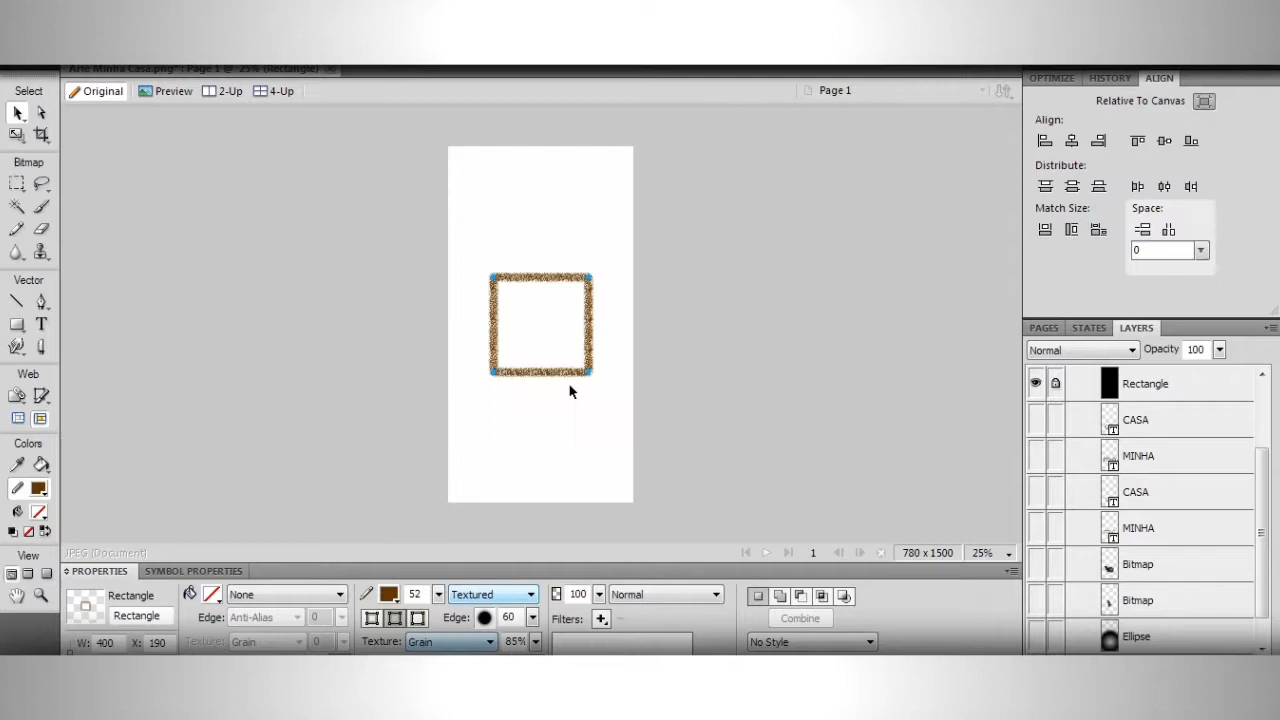 Arte Minha Casa.png* : Page 1 @ 25% (Rectangle)
Select
Original
Preview
2-Up
4-Up
Page 1
OPTIMIZE
HISTORY
ALIGN
Relative To Canvas
Align:
Distribute:
Match Size:
Space:
0
Bitmap
Vector
Web
Colors
View
PAGES
STATES
LAYERS
Normal
Opacity
100
Rectangle
CASA
MINHA
CASA
MINHA
Bitmap
Bitmap
Ellipse
JPEG (Document)
1
780 x 1500
25%
PROPERTIES
SYMBOL PROPERTIES
Rectangle
Rectangle
None
52
Textured
100
Normal
Edge:
Anti-Alias
0
Edge:
60
Filters:
Combine
W:
400
X:
190
Texture:
Grain
0
Texture:
Grain
85%
No Style